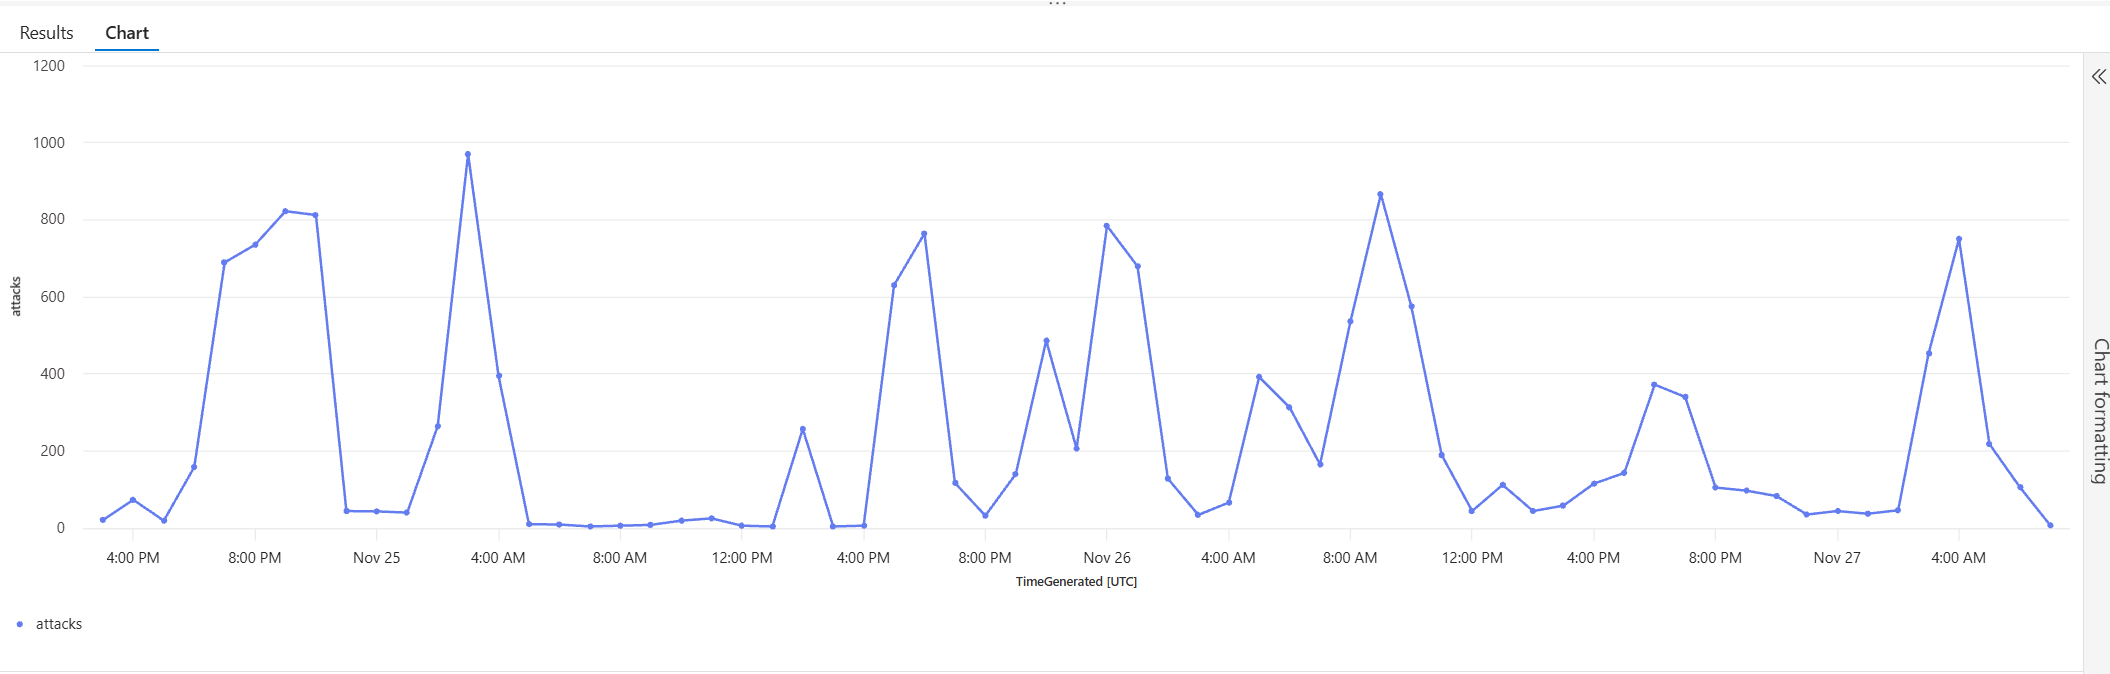 Results Chart
1200
1000
800
600
400
200
0
attacks
4:00 PM 8:00 PM Nov 25 4:00 AM 8:00 AM 12:00 PM 4:00 PM 8:00 PM Nov 26 4:00 AM 8:00 AM 12:00 PM 4:00 PM 8:00 PM Nov 27 4:00 AM
TimeGenerated [UTC]
attacks
Chart formatting